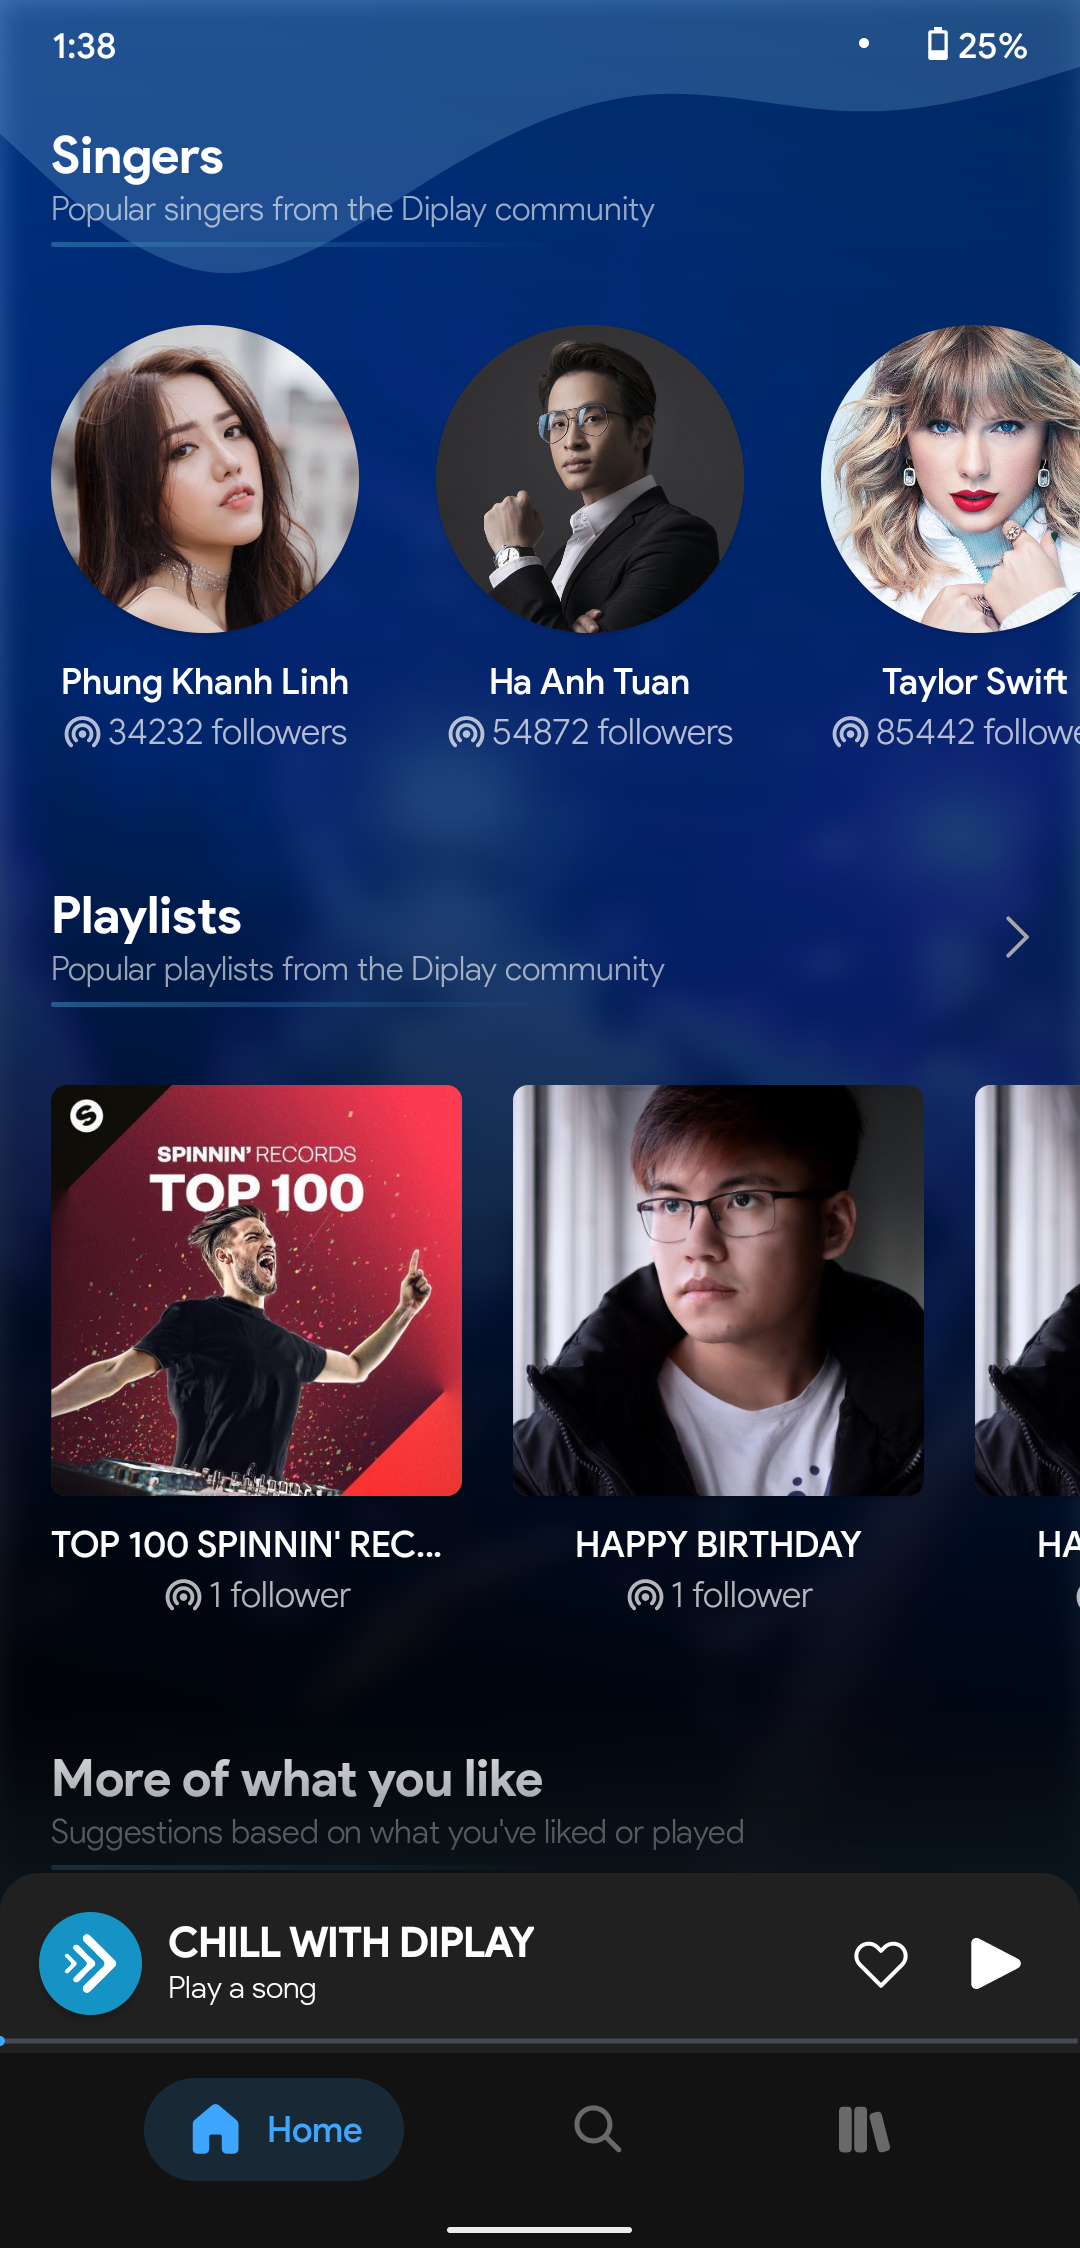 1:38
25%
Singers
Popular singers from the Diplay community
Phung Khanh Linh
34232 followers
Ha Anh Tuan
54872 followers
Taylor Swift
85442 followe
Playlists
Popular playlists from the Diplay community
SPINNIN' RECORDS
TOP 100
TOP 100 SPINNIN' REC...
1 follower
HAPPY BIRTHDAY
1 follower
HA
More of what you like
Suggestions based on what you've liked or played
CHILL WITH DIPLAY
Play a song
Home